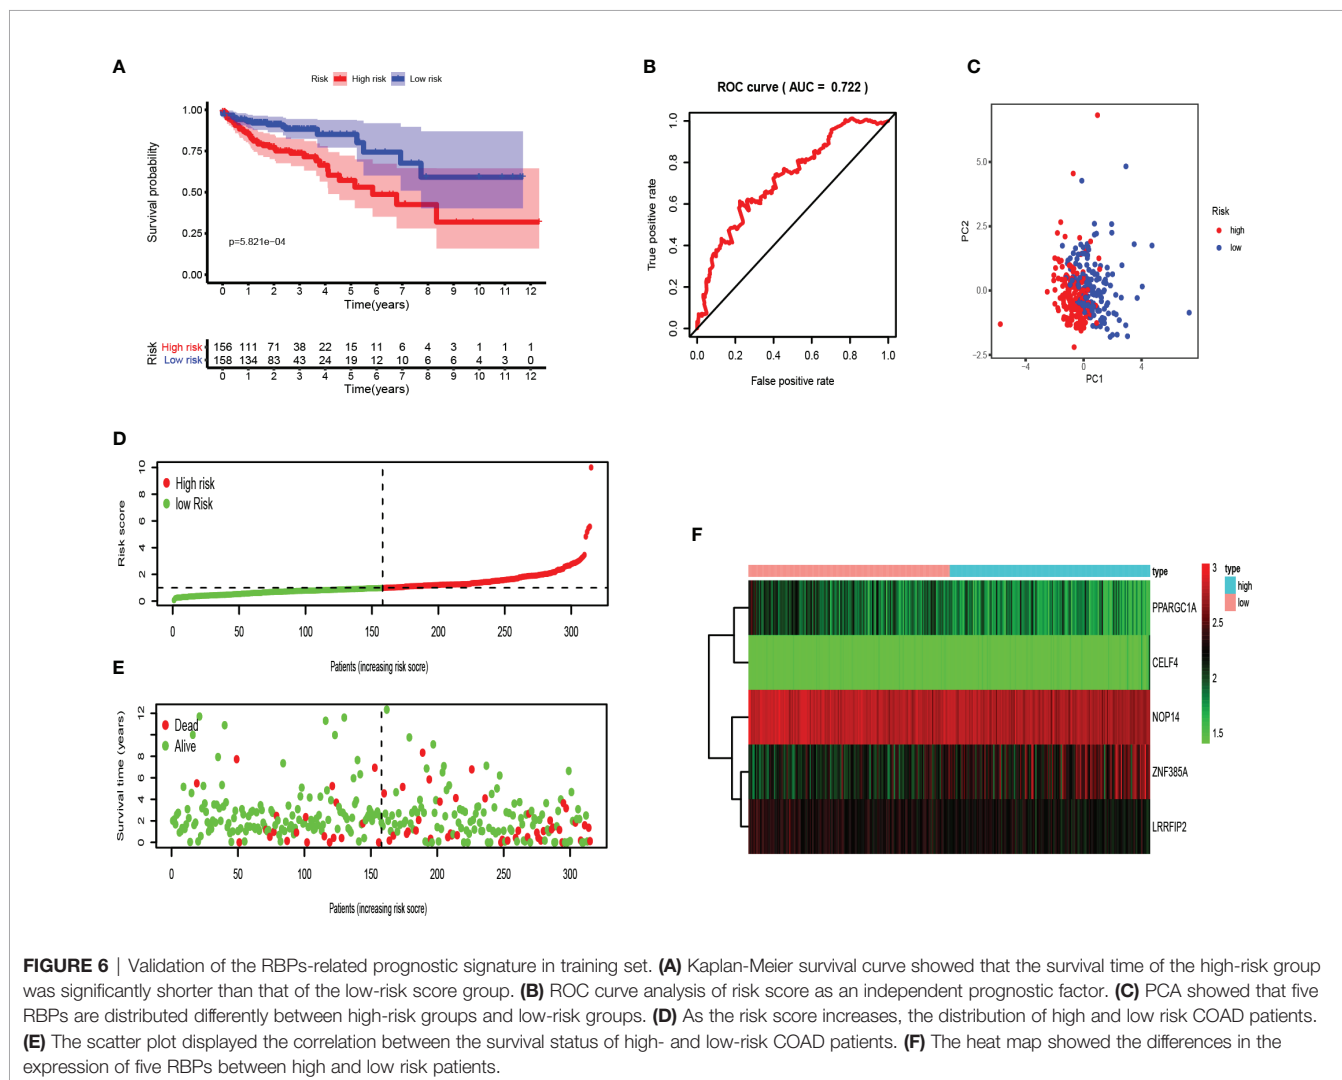 A
Risk High risk Low risk
Survival probability
1.00
0.75
0.50
0.25
0.00
p=5.821e−04
0 1 2 3 4 5 6 7 8 9 10 11 12
Time(years)
Risk
High risk 156 111 71 38 22 15 11 6 4 3 1 1 1
Low risk 158 134 83 43 24 19 12 10 6 6 4 3 0
0 1 2 3 4 5 6 7 8 9 10 11 12
Time(years)
B
ROC curve ( AUC = 0.722 )
True positive rate
1.0
0.8
0.6
0.4
0.2
0.0
0.0 0.2 0.4 0.6 0.8 1.0
False positive rate
C
PC2
5.0
2.5
0.0
−2.5
−4 0 4
PC1
Risk
high
low
D
Risk score
10
8
6
4
2
0
High risk
low Risk
0 50 100 150 200 250 300
Patients (increasing risk socre)
E
Survival time (years)
12
10
8
6
4
2
0
Dead
Alive
0 50 100 150 200 250 300
Patients (increasing risk socre)
F
type
PPARGC1A
CELF4
NOP14
ZNF385A
LRRFIP2
3
2.5
2
1.5
type
high
low
FIGURE 6 | Validation of the RBPs-related prognostic signature in training set. (A) Kaplan-Meier survival curve showed that the survival time of the high-risk group
was significantly shorter than that of the low-risk score group. (B) ROC curve analysis of risk score as an independent prognostic factor. (C) PCA showed that five
RBPs are distributed differently between high-risk groups and low-risk groups. (D) As the risk score increases, the distribution of high and low risk COAD patients.
(E) The scatter plot displayed the correlation between the survival status of high- and low-risk COAD patients. (F) The heat map showed the differences in the
expression of five RBPs between high and low risk patients.